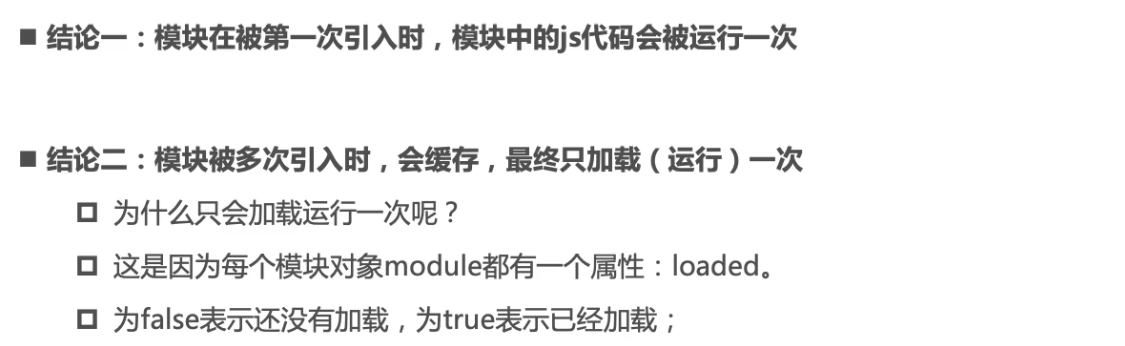 ■ 结论一：模块在被第一次引入时，模块中的js代码会被运行一次
■ 结论二：模块被多次引入时，会缓存，最终只加载（运行）一次
为什么只会加载运行一次呢？
这是因为每个模块对象module都有一个属性：loaded。
为false表示还没有加载，为true表示已经加载；